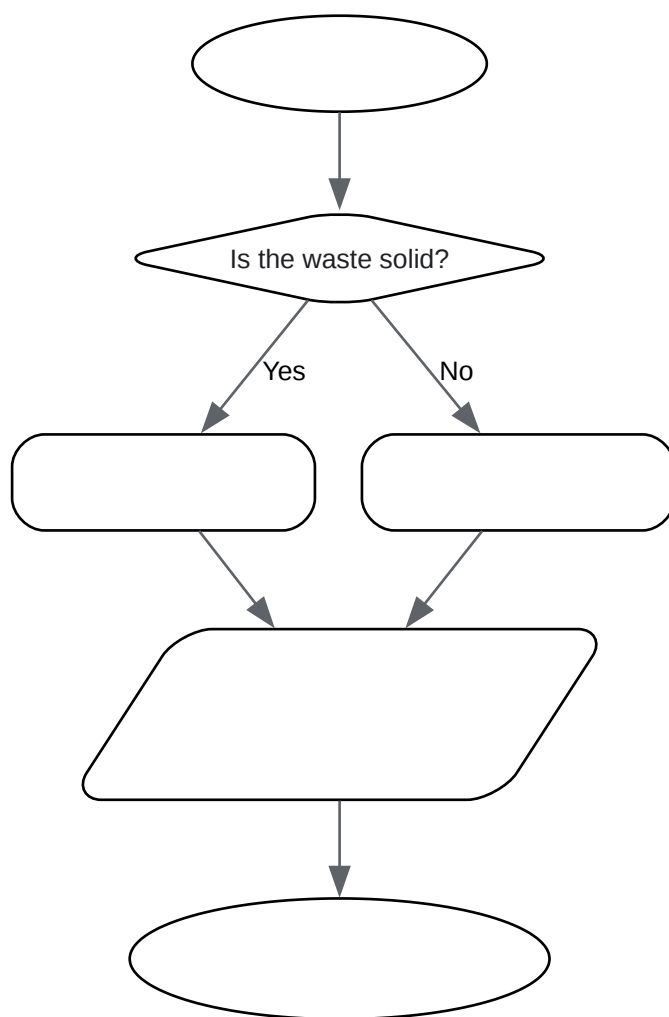 Is the waste solid?
Yes
No